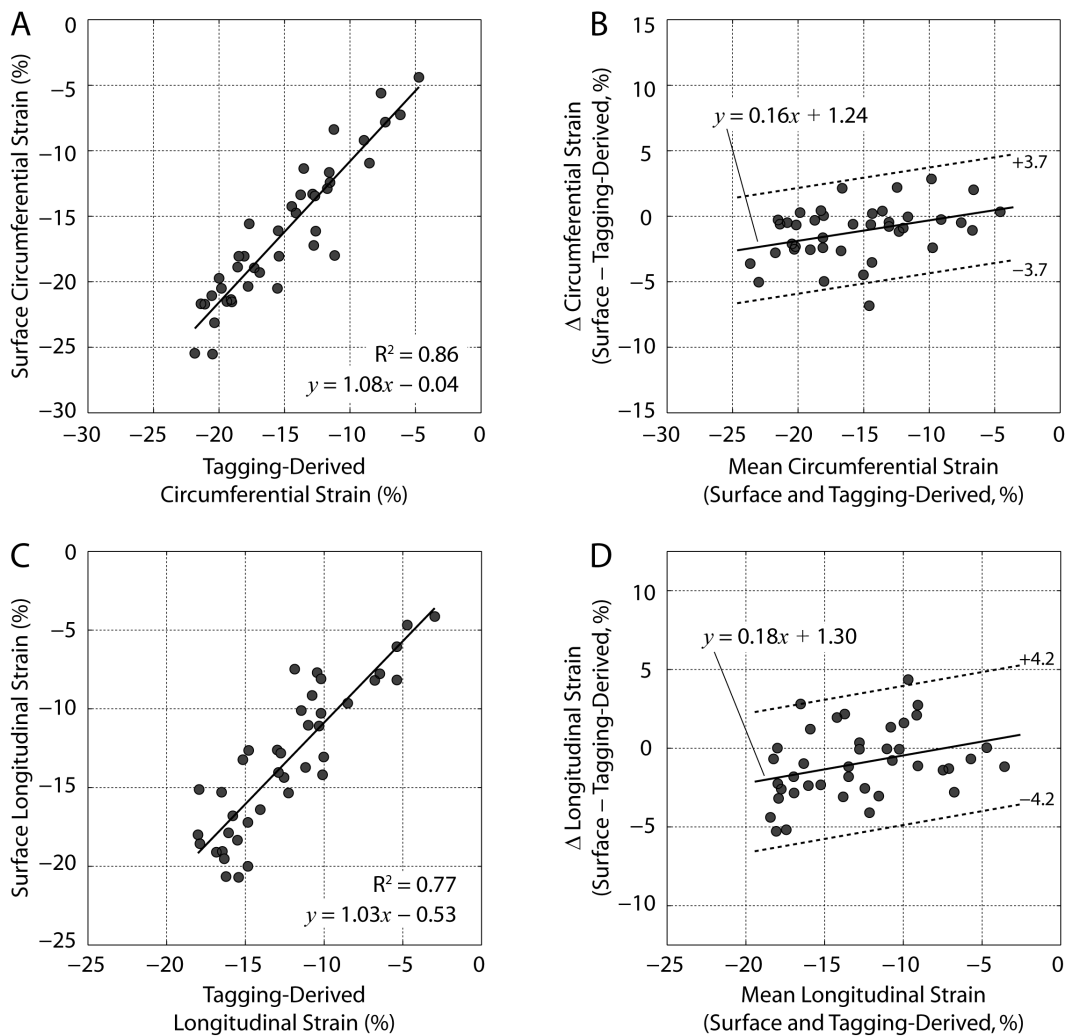 A
Surface Circumferential Strain (%)
0
−5
−10
−15
−20
−25
−30
R² = 0.86
y = 1.08x − 0.04
−30 −25 −20 −15 −10 −5 0
Tagging-Derived
Circumferential Strain (%)
B
Δ Circumferential Strain
(Surface − Tagging-Derived, %)
15
10
5
0
−5
−10
−15
y = 0.16x + 1.24
+3.7
−3.7
−30 −25 −20 −15 −10 −5 0
Mean Circumferential Strain
(Surface and Tagging-Derived, %)
C
Surface Longitudinal Strain (%)
0
−5
−10
−15
−20
−25
R² = 0.77
y = 1.03x − 0.53
−25 −20 −15 −10 −5 0
Tagging-Derived
Longitudinal Strain (%)
D
Δ Longitudinal Strain
(Surface − Tagging-Derived, %)
10
5
0
−5
−10
y = 0.18x + 1.30
+4.2
−4.2
−25 −20 −15 −10 −5 0
Mean Longitudinal Strain
(Surface and Tagging-Derived, %)